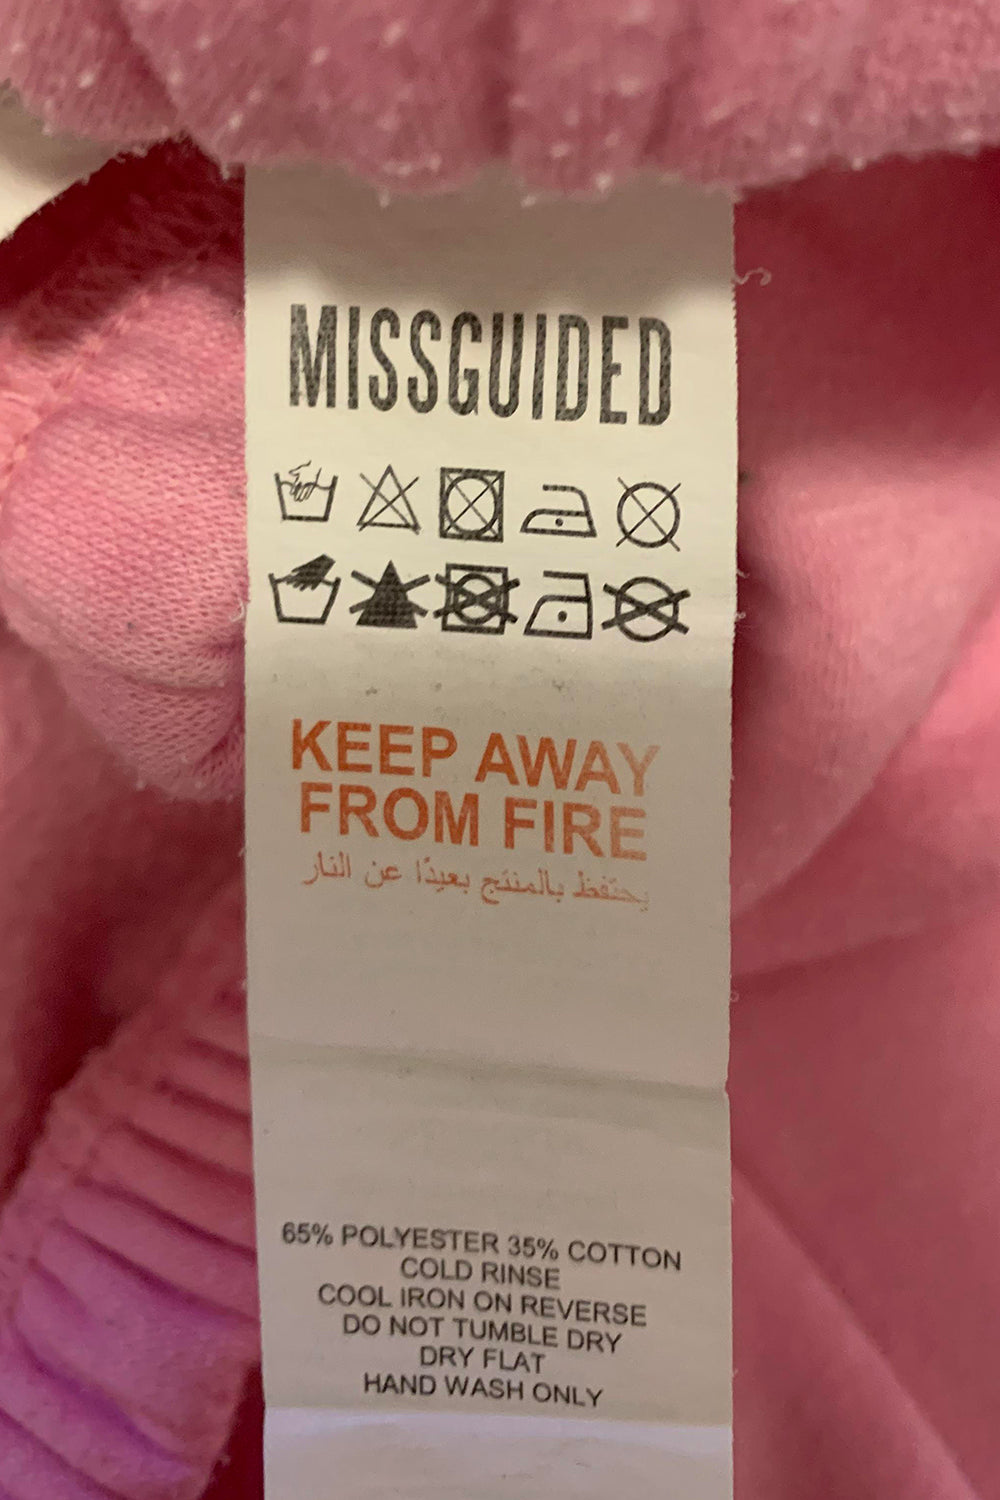 MISSGUIDED
KEEP AWAY
FROM FIRE
يحتفظ بالمنتج بعيدًا عن النار
65% POLYESTER 35% COTTON
COLD RINSE
COOL IRON ON REVERSE
DO NOT TUMBLE DRY
DRY FLAT
HAND WASH ONLY